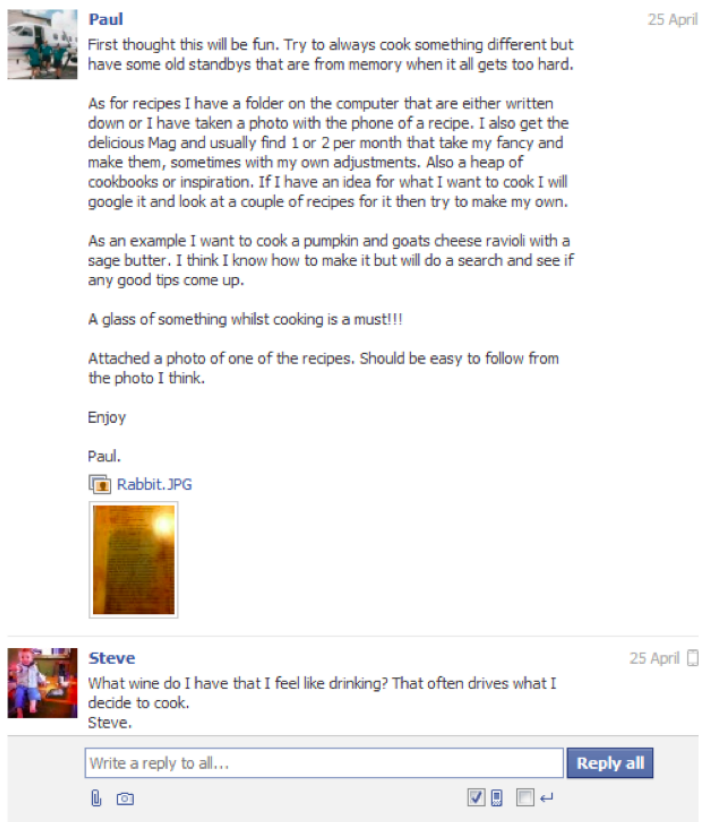 Paul
25 April
First thought this will be fun. Try to always cook something different but
have some old standbys that are from memory when it all gets too hard.
As for recipes I have a folder on the computer that are either written
down or I have taken a photo with the phone of a recipe. I also get the
delicious Mag and usually find 1 or 2 per month that take my fancy and
make them, sometimes with my own adjustments. Also a heap of
cookbooks or inspiration. If I have an idea for what I want to cook I will
google it and look at a couple of recipes for it then try to make my own.
As an example I want to cook a pumpkin and goats cheese ravioli with a
sage butter. I think I know how to make it but will do a search and see if
any good tips come up.
A glass of something whilst cooking is a must!!!
Attached a photo of one of the recipes. Should be easy to follow from
the photo I think.
Enjoy
Paul.
Rabbit.JPG
Steve
25 April
What wine do I have that I feel like drinking? That often drives what I
decide to cook.
Steve.
Write a reply to all...
Reply all